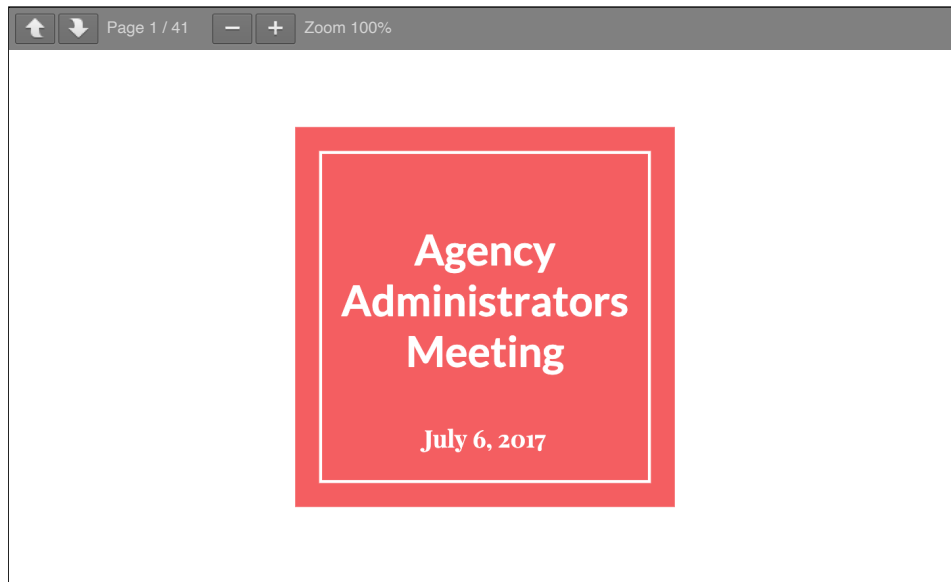 Page 1 / 41
Zoom 100%
Agency
Administrators
Meeting
July 6, 2017